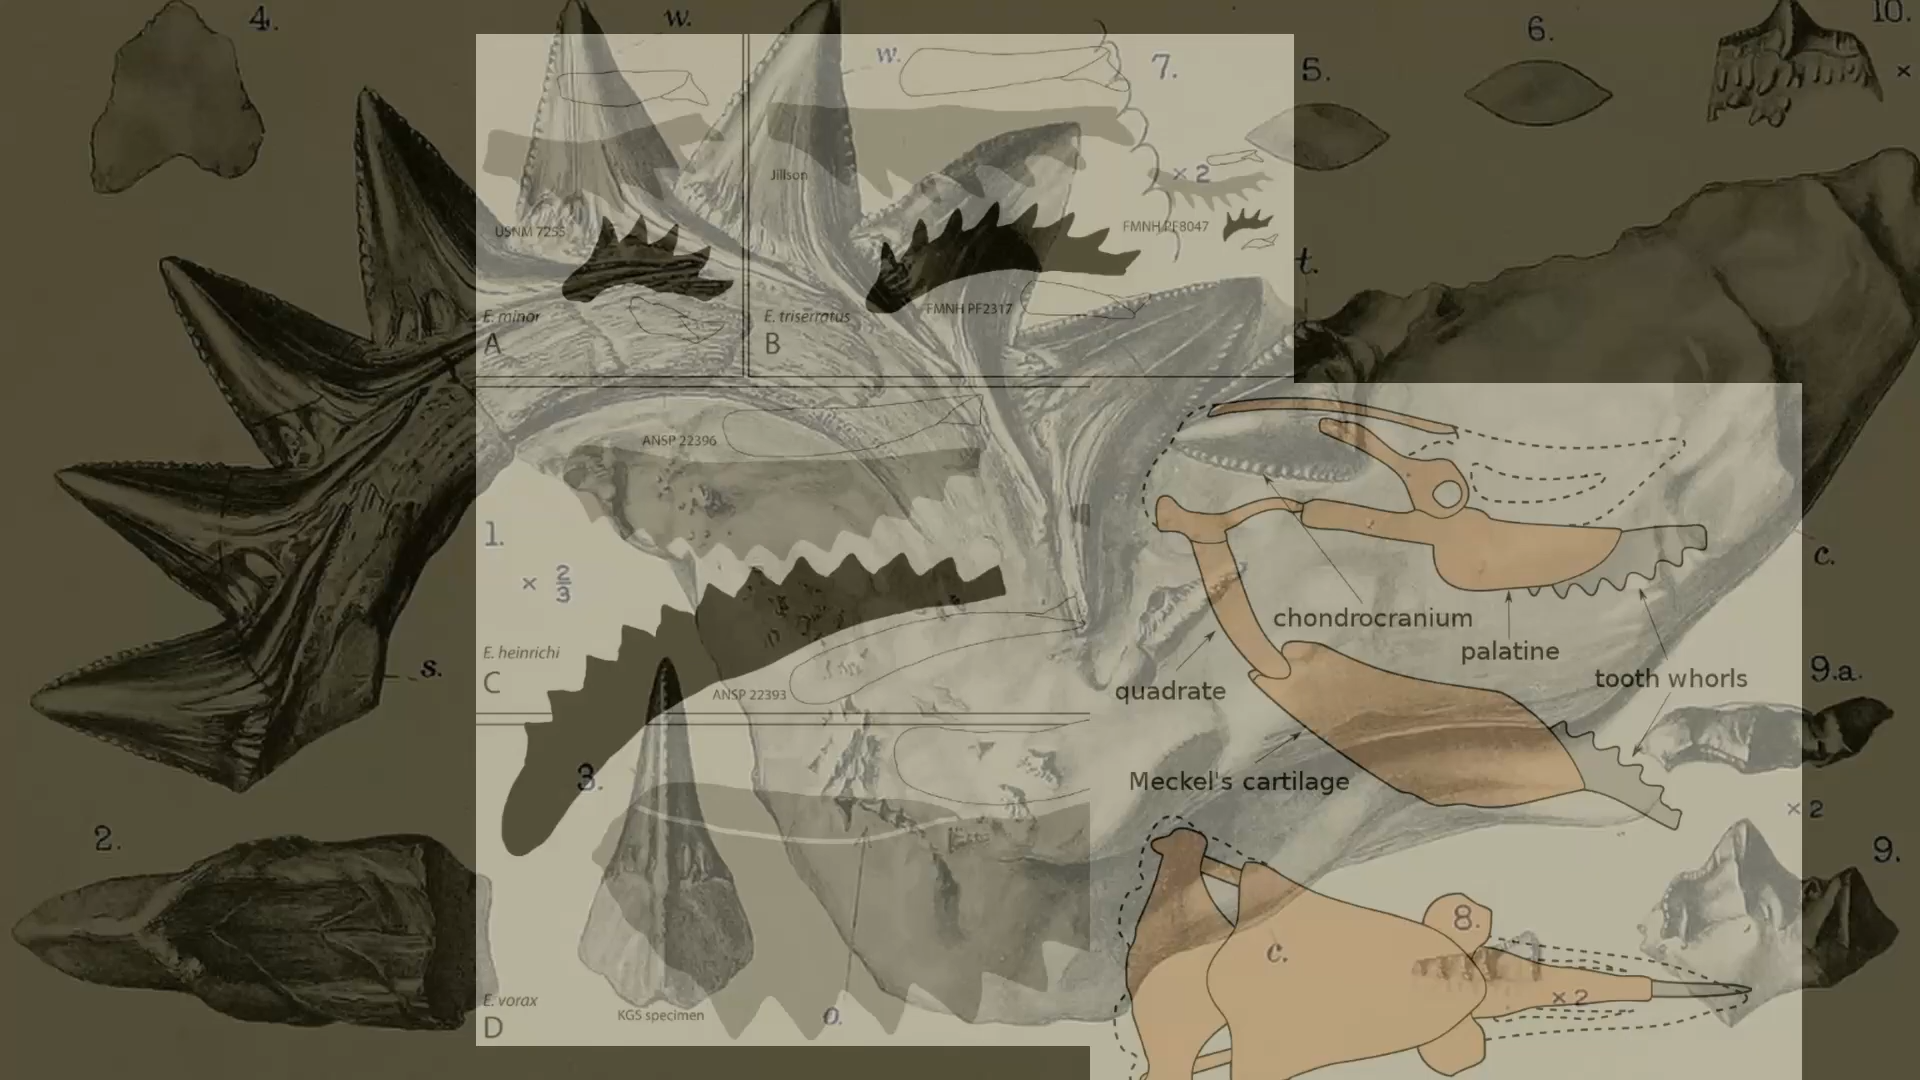 4.
w.
w.
7.
5.
6.
10.
×
× 2
Jillson
USNM 7255
FMNH PF8047
t.
FMNH PF2317
E. minor
E. triserratus
A
B
ANSP 22396
1.
× 2/3
c.
chondrocranium
palatine
E. heinrichi
C
ANSP 22393
s.
quadrate
tooth whorls
9.a.
3.
Meckel's cartilage
× 2
2.
9.
8.
c.
× 2
E. vorax
D
KGS specimen
o.